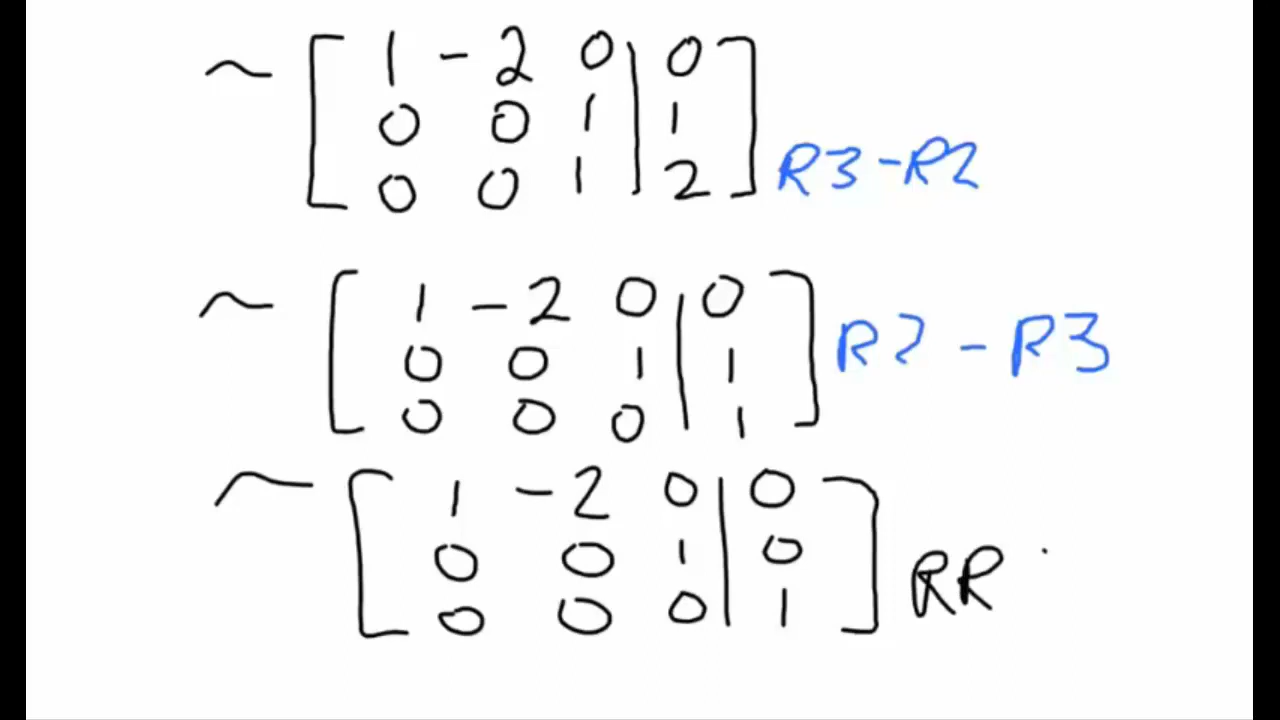 ~ [ 1 -2 0 | 0 ]
[ 0 0 1 | 1 ]
[ 0 0 1 | 2 ] R3 - R2
~ [ 1 -2 0 | 0 ]
[ 0 0 1 | 1 ] R2 - R3
[ 0 0 0 | 1 ]
~ [ 1 -2 0 | 0 ]
[ 0 0 1 | 0 ]
[ 0 0 0 | 1 ] RR